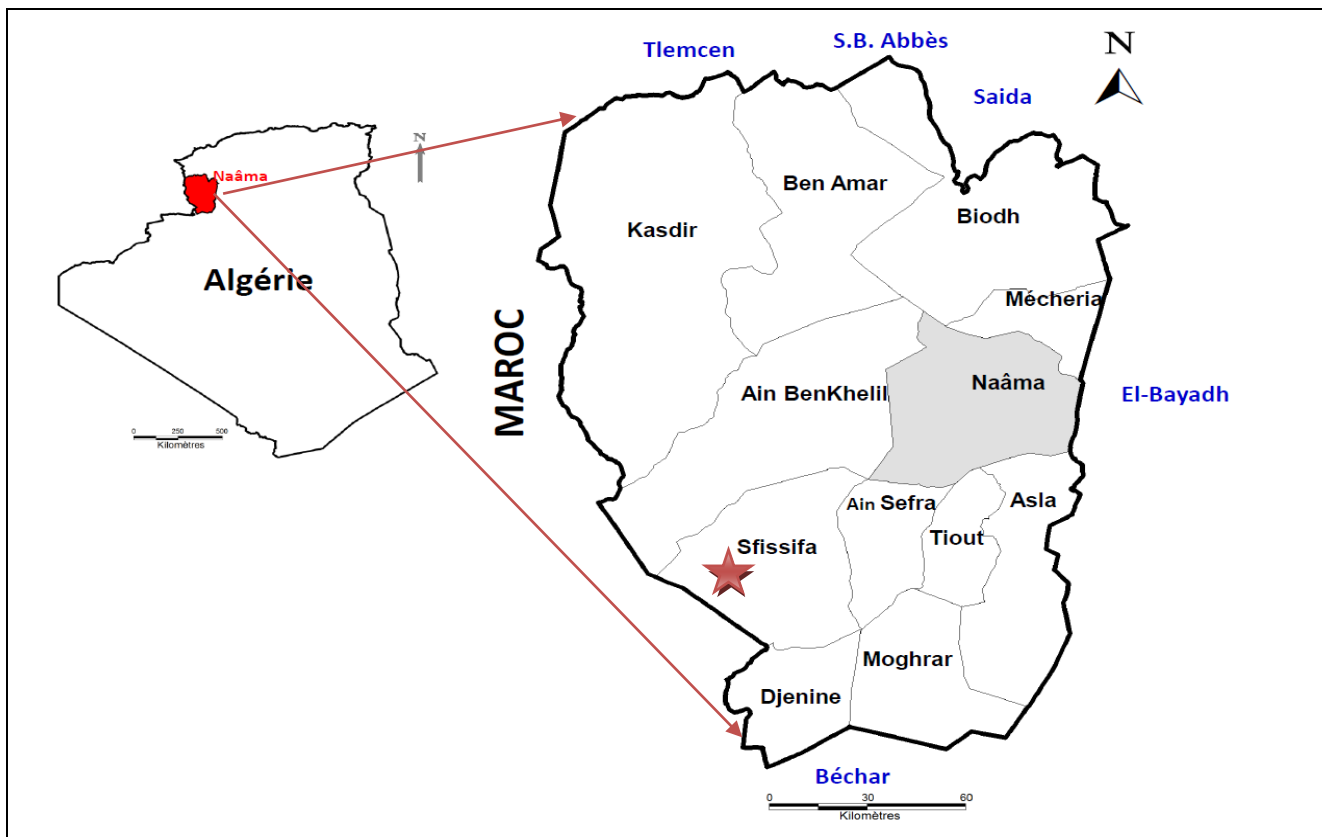 Naâma
N
Algérie
0 250 500
Kilomètres
MAROC
Tlemcen
S.B. Abbès
Saida
N
Ben Amar
Biodh
Kasdir
Mécheria
Naâma
Ain BenKhelil
El-Bayadh
Ain Sefra
Asla
Tiout
Sfissifa
Moghrar
Djenine
Béchar
0 30 60
Kilomètres